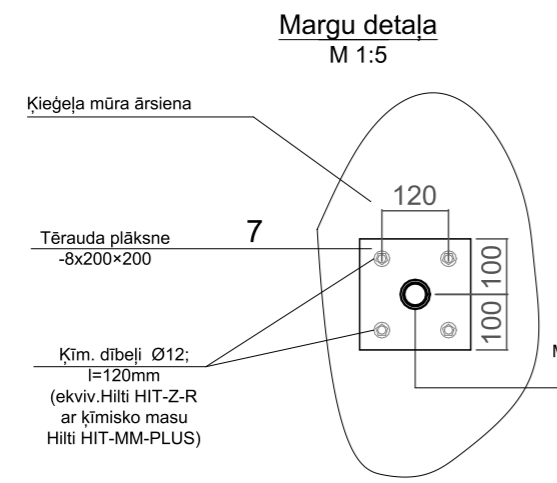 Margu detaļa
M 1:5
Ķieģeļa mūra ārsiena
120
Tērauda plāksne
-8x200×200
7
100
100
Ķīm. dībeļi Ø12;
l=120mm
(ekviv.Hilti HIT-Z-R
ar ķīmisko masu
Hilti HIT-MM-PLUS)
M